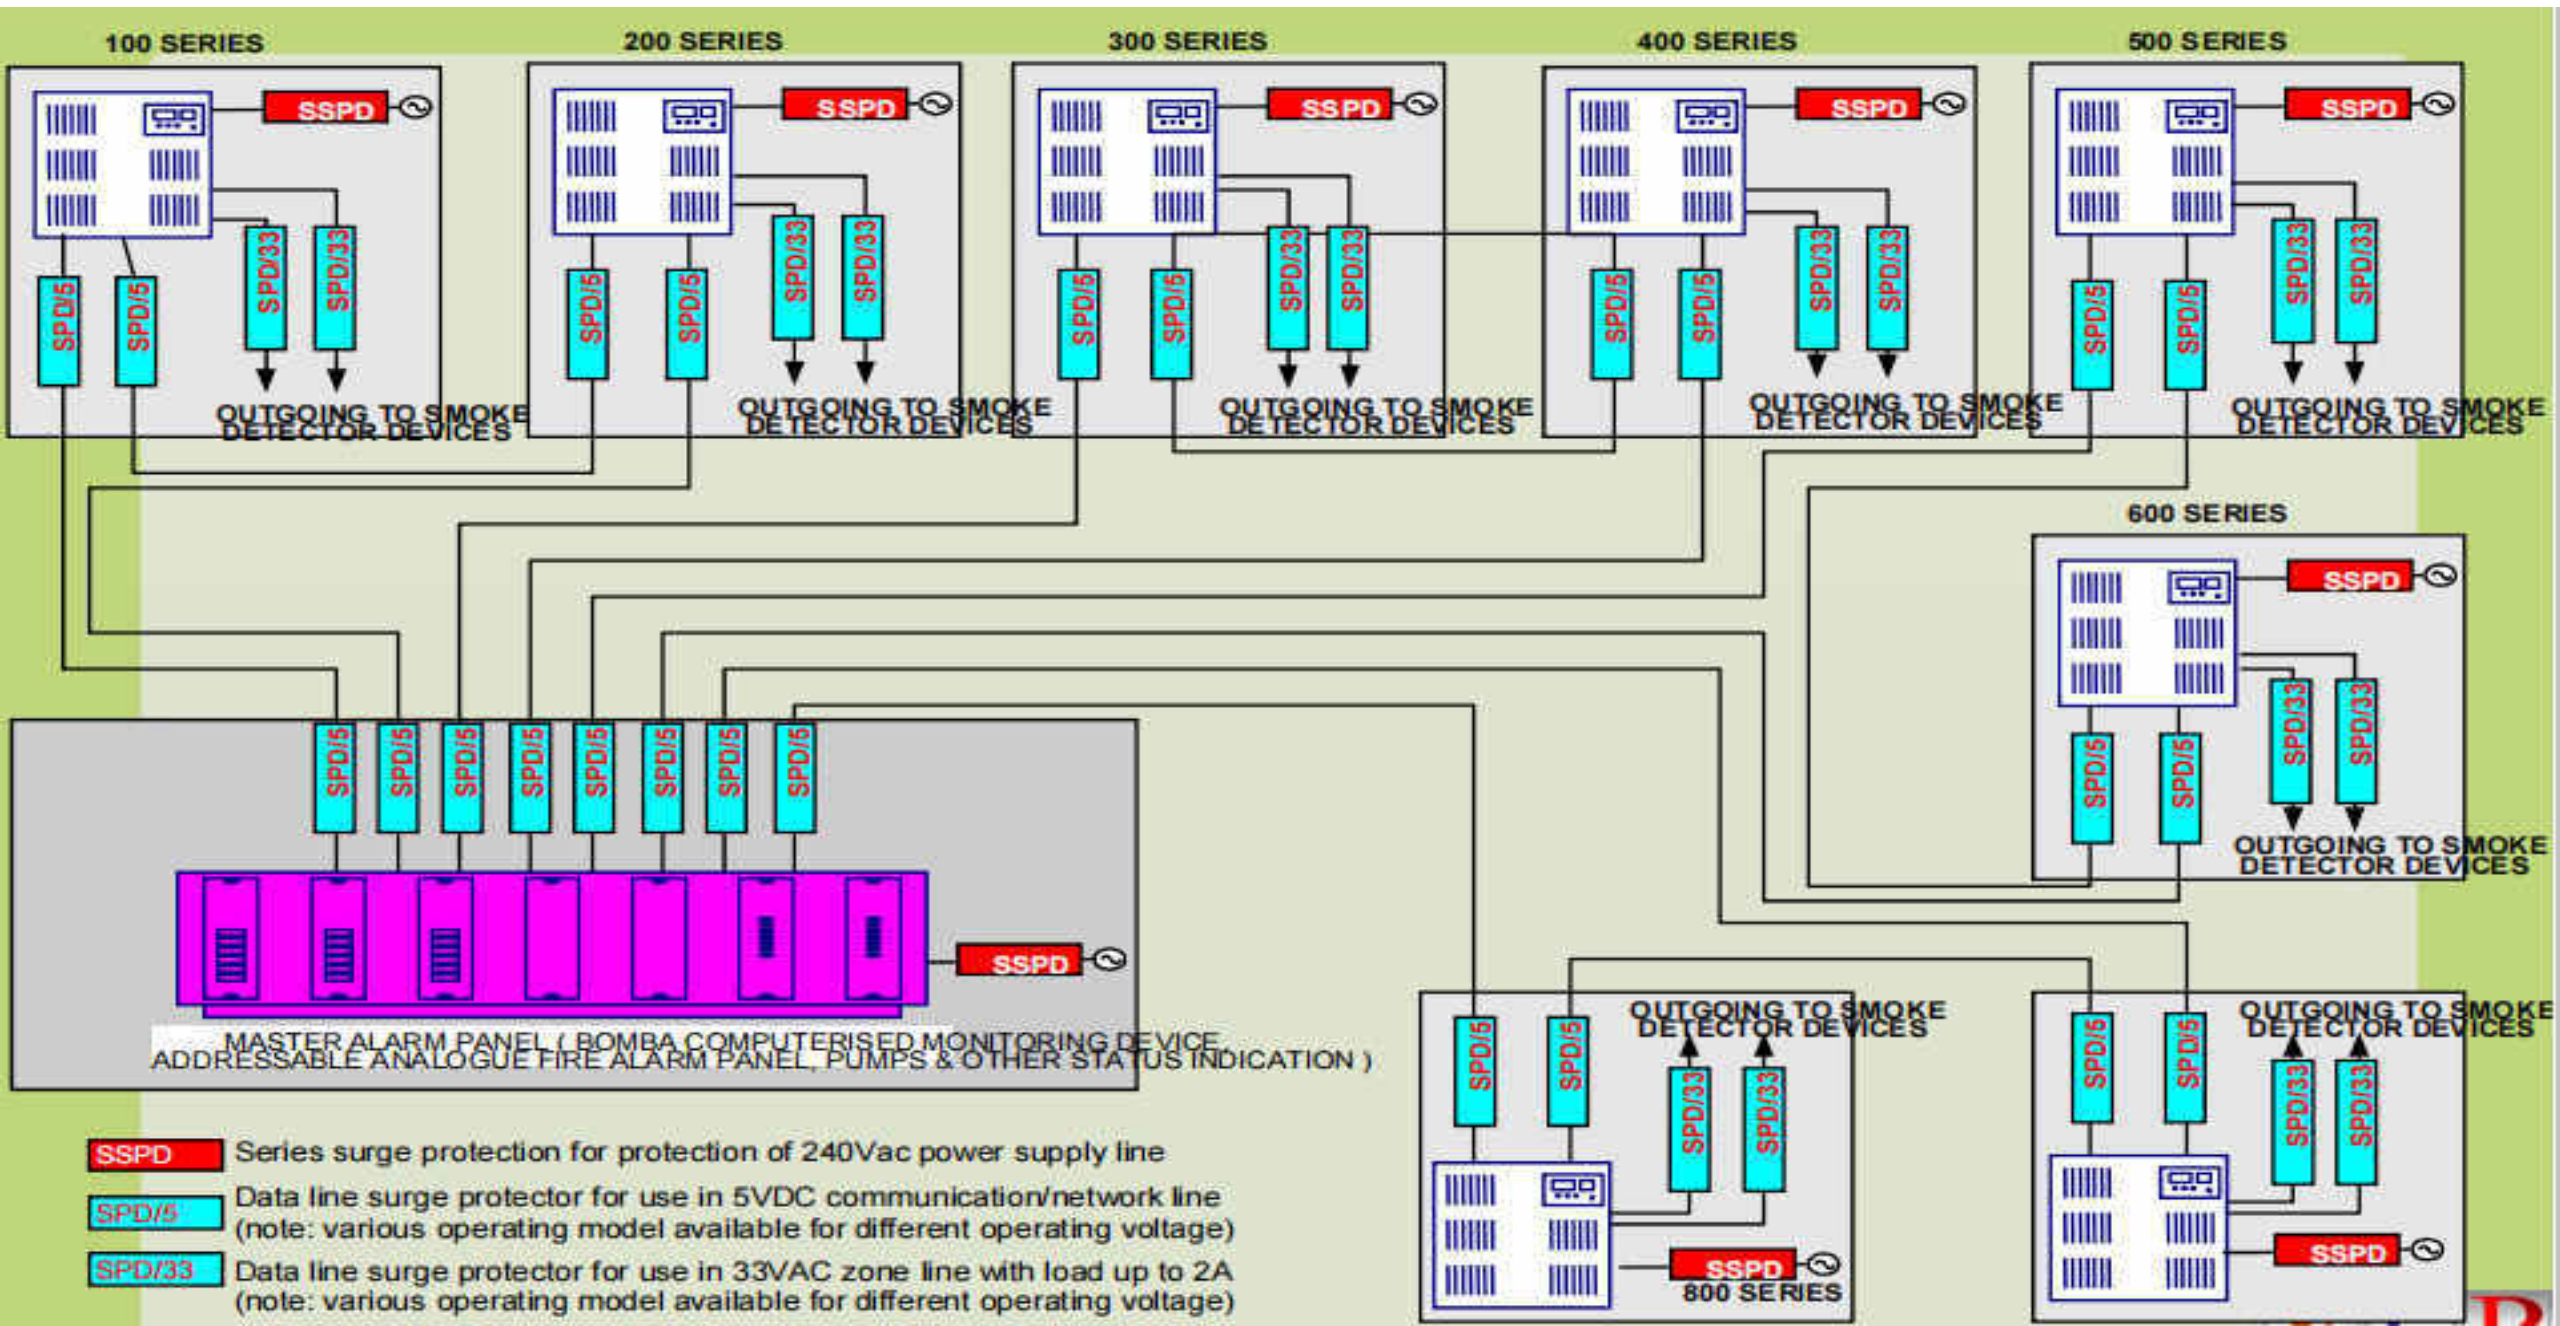 100 SERIES
200 SERIES
300 SERIES
400 SERIES
500 SERIES
SSPD
SSPD
SSPD
SSPD
SSPD
SPD/5
SPD/5
SPD/33
SPD/33
SPD/5
SPD/5
SPD/33
SPD/33
SPD/5
SPD/5
SPD/33
SPD/33
SPD/5
SPD/5
SPD/33
SPD/33
SPD/5
SPD/5
SPD/33
SPD/33
OUTGOING TO SMOKE
DETECTOR DEVICES
OUTGOING TO SMOKE
DETECTOR DEVICES
OUTGOING TO SMOKE
DETECTOR DEVICES
OUTGOING TO SMOKE
DETECTOR DEVICES
OUTGOING TO SMOKE
DETECTOR DEVICES
600 SERIES
SSPD
SPD/5
SPD/5
SPD/33
SPD/33
OUTGOING TO SMOKE
DETECTOR DEVICES
SPD/5
SPD/5
SPD/5
SPD/5
SPD/5
SPD/5
SPD/5
SPD/5
SSPD
MASTER ALARM PANEL ( BOMBA COMPUTERISED MONITORING DEVICE,
ADDRESSABLE ANALOGUE FIRE ALARM PANEL, PUMPS & OTHER STATUS INDICATION )
OUTGOING TO SMOKE
DETECTOR DEVICES
SPD/5
SPD/5
SPD/33
SPD/33
SSPD
800 SERIES
OUTGOING TO SMOKE
DETECTOR DEVICES
SPD/5
SPD/5
SPD/33
SPD/33
SSPD
SSPD Series surge protection for protection of 240Vac power supply line
SPD/5 Data line surge protector for use in 5VDC communication/network line
(note: various operating model available for different operating voltage)
SPD/33 Data line surge protector for use in 33VAC zone line with load up to 2A
(note: various operating model available for different operating voltage)